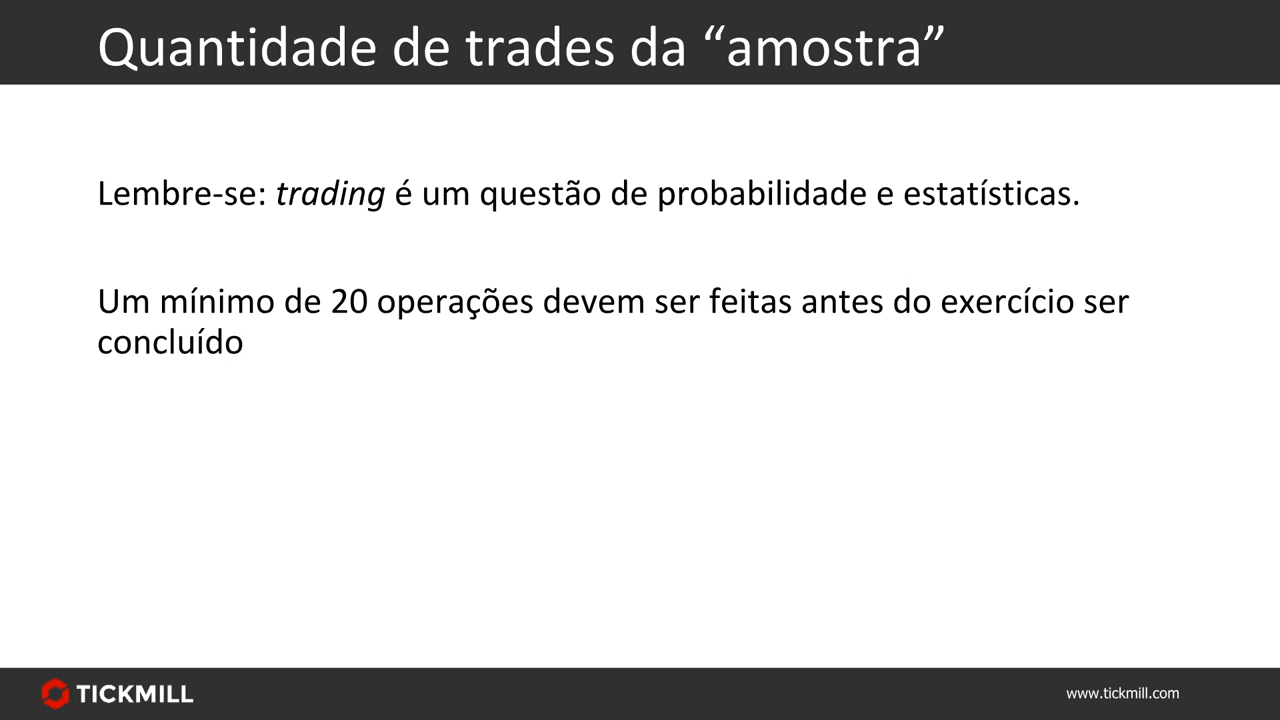 Quantidade de trades da “amostra”
Lembre-se: trading é um questão de probabilidade e estatísticas.
Um mínimo de 20 operações devem ser feitas antes do exercício ser
concluído
TICKMILL
www.tickmill.com